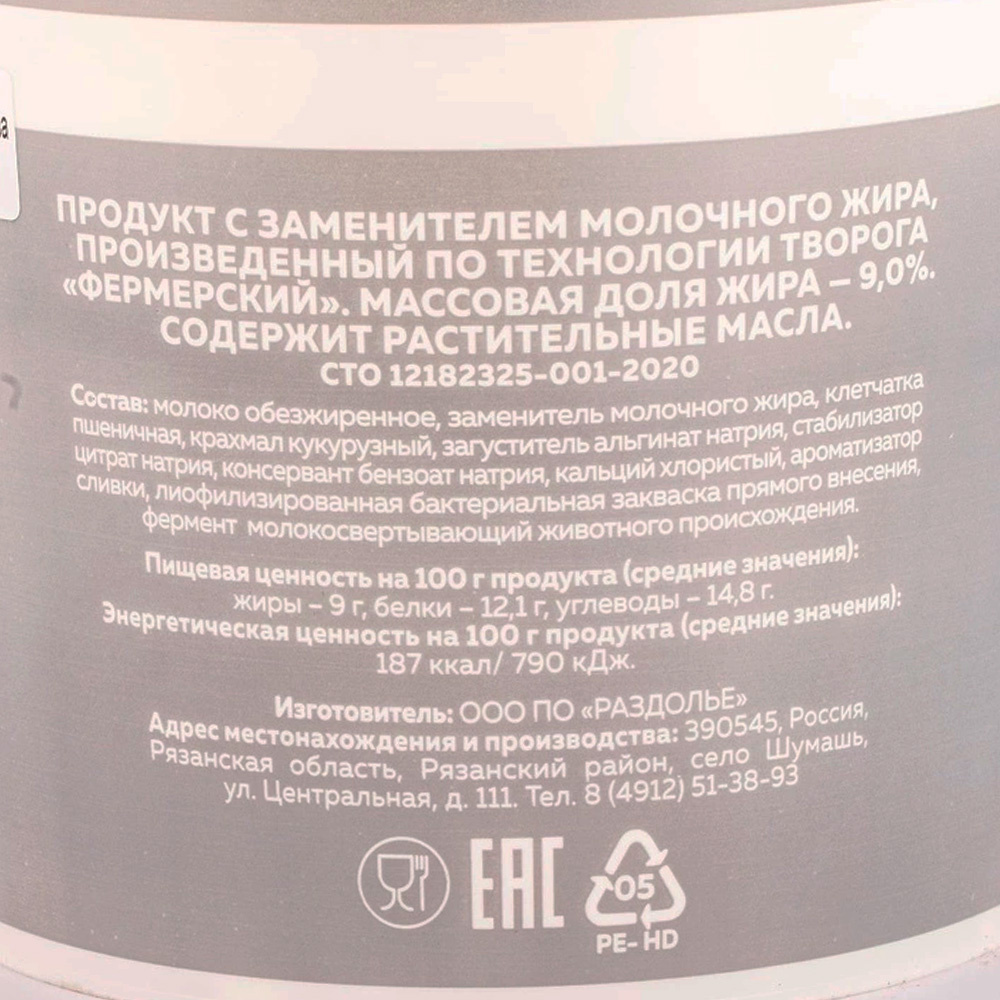 ПРОДУКТ С ЗАМЕНИТЕЛЕМ МОЛОЧНОГО ЖИРА,
ПРОИЗВЕДЕННЫЙ ПО ТЕХНОЛОГИИ ТВОРОГА
«ФЕРМЕРСКИЙ». МАССОВАЯ ДОЛЯ ЖИРА – 9,0%.
СОДЕРЖИТ РАСТИТЕЛЬНЫЕ МАСЛА.
СТО 12182325-001-2020
Состав: молоко обезжиренное, заменитель молочного жира, клетчатка
пшеничная, крахмал кукурузный, загуститель альгинат натрия, стабилизатор
цитрат натрия, консервант бензоат натрия, кальций хлористый, ароматизатор
сливки, лиофилизированная бактериальная закваска прямого внесения,
фермент молокосвертывающий животного происхождения.
Пищевая ценность на 100 г продукта (средние значения):
жиры – 9 г, белки – 12,1 г, углеводы – 14,8 г.
Энергетическая ценность на 100 г продукта (средние значения):
187 ккал/ 790 кДж.
Изготовитель: ООО ПО «РАЗДОЛЬЕ»
Адрес местонахождения и производства: 390545, Россия,
Рязанская область, Рязанский район, село Шумашь,
ул. Центральная, д. 111. Тел. 8 (4912) 51-38-93
EAC
05
PE-HD